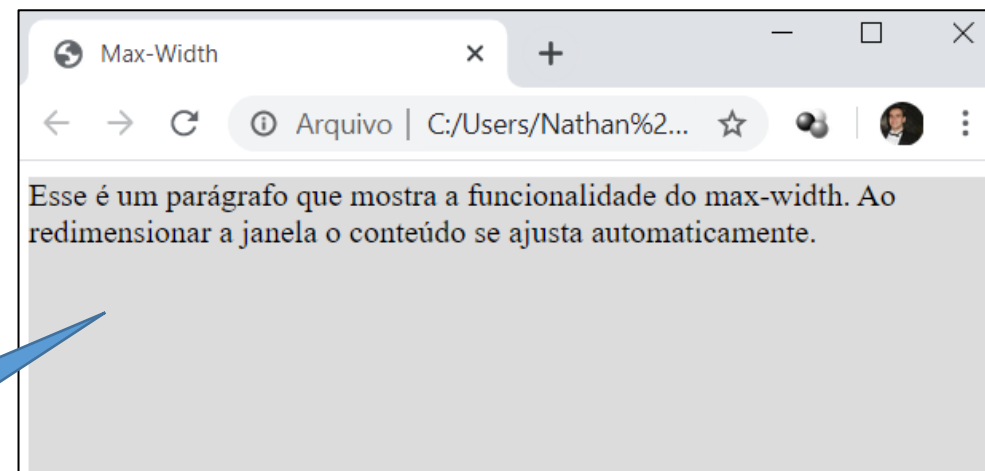 Max-Width
Arquivo | C:/Users/Nathan%2...
Esse é um parágrafo que mostra a funcionalidade do max-width. Ao
redimensionar a janela o conteúdo se ajusta automaticamente.